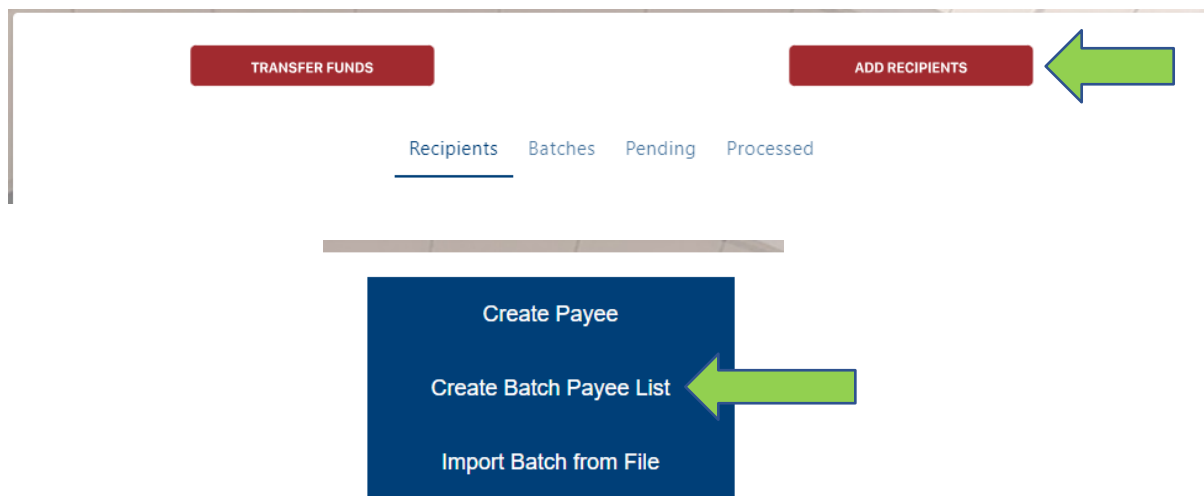 TRANSFER FUNDS ADD RECIPIENTS
Recipients Batches Pending Processed
Create Payee
Create Batch Payee List
Import Batch from File